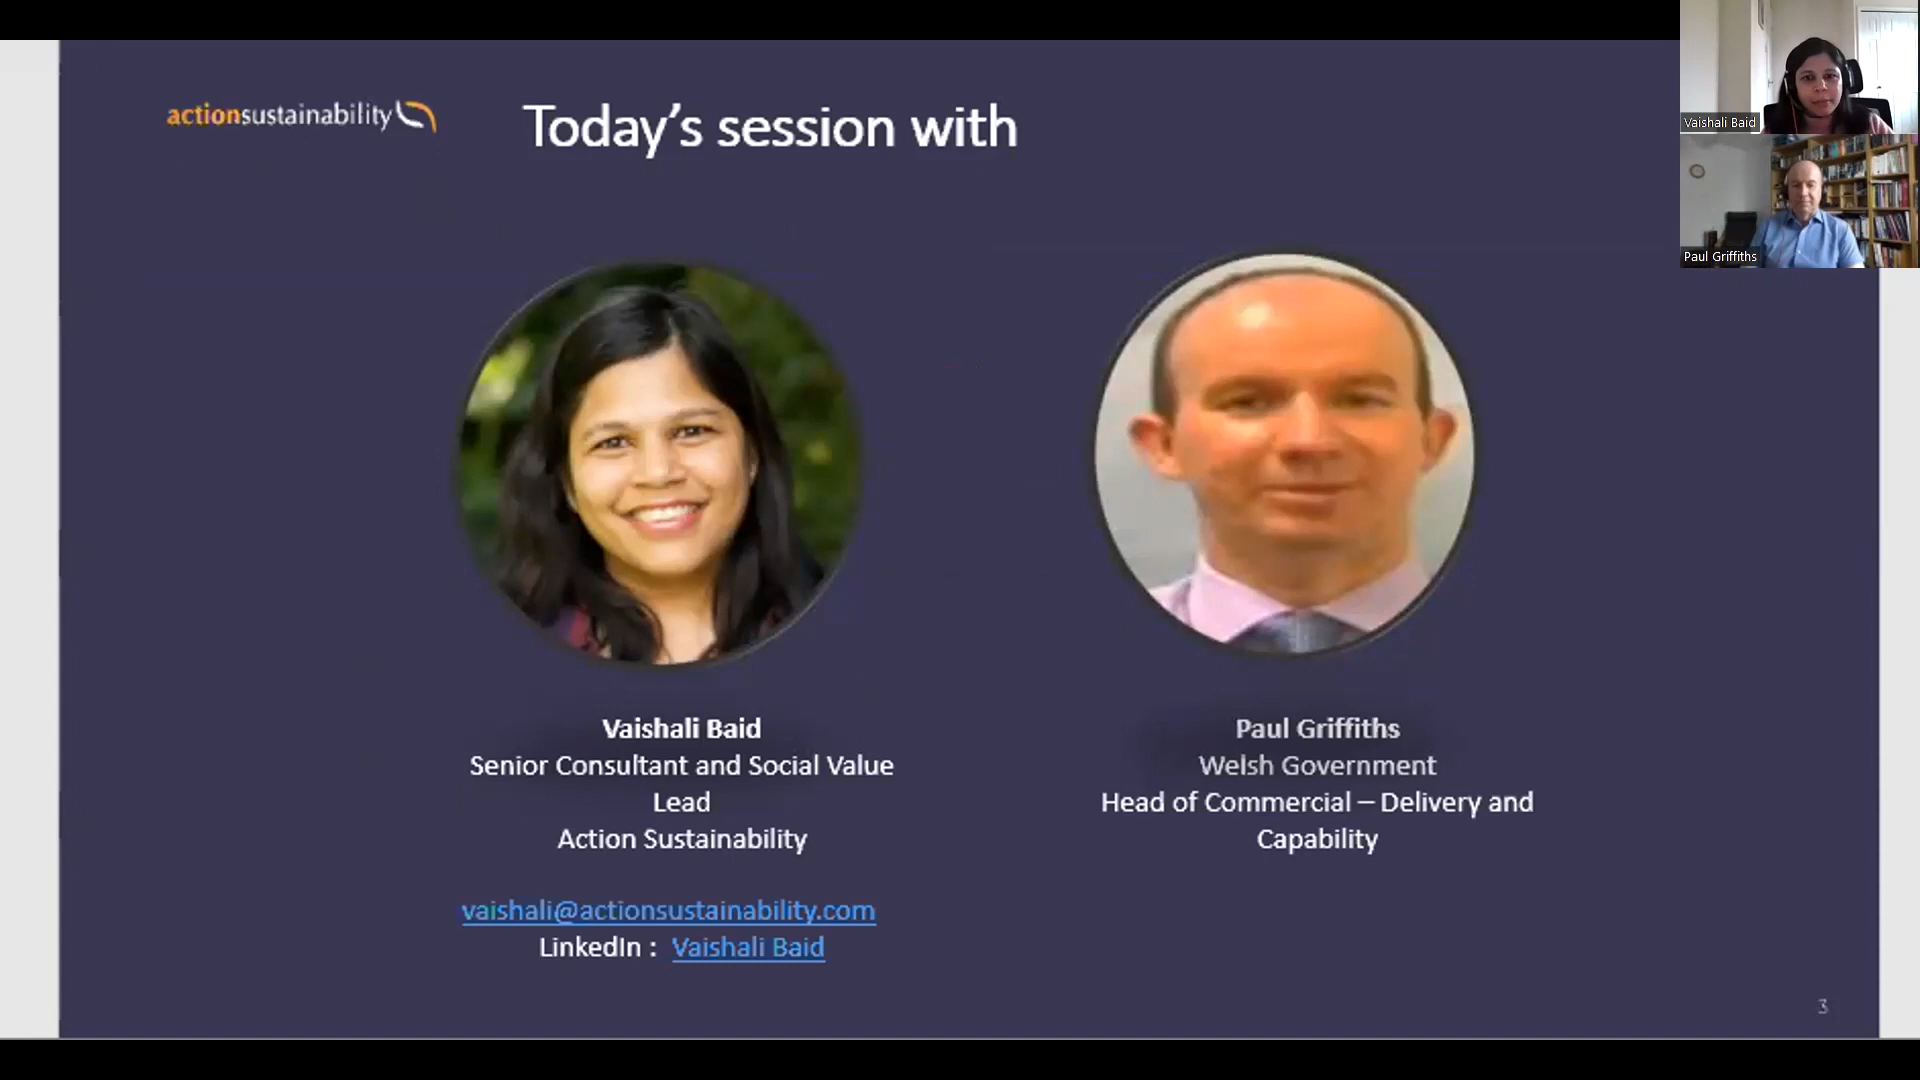 actionsustainability
Today's session with
Vaishali Baid
Paul Griffiths
Vaishali Baid
Senior Consultant and Social Value
Lead
Action Sustainability
vaishali@actionsustainability.com
LinkedIn : Vaishali Baid
Paul Griffiths
Welsh Government
Head of Commercial – Delivery and
Capability
3